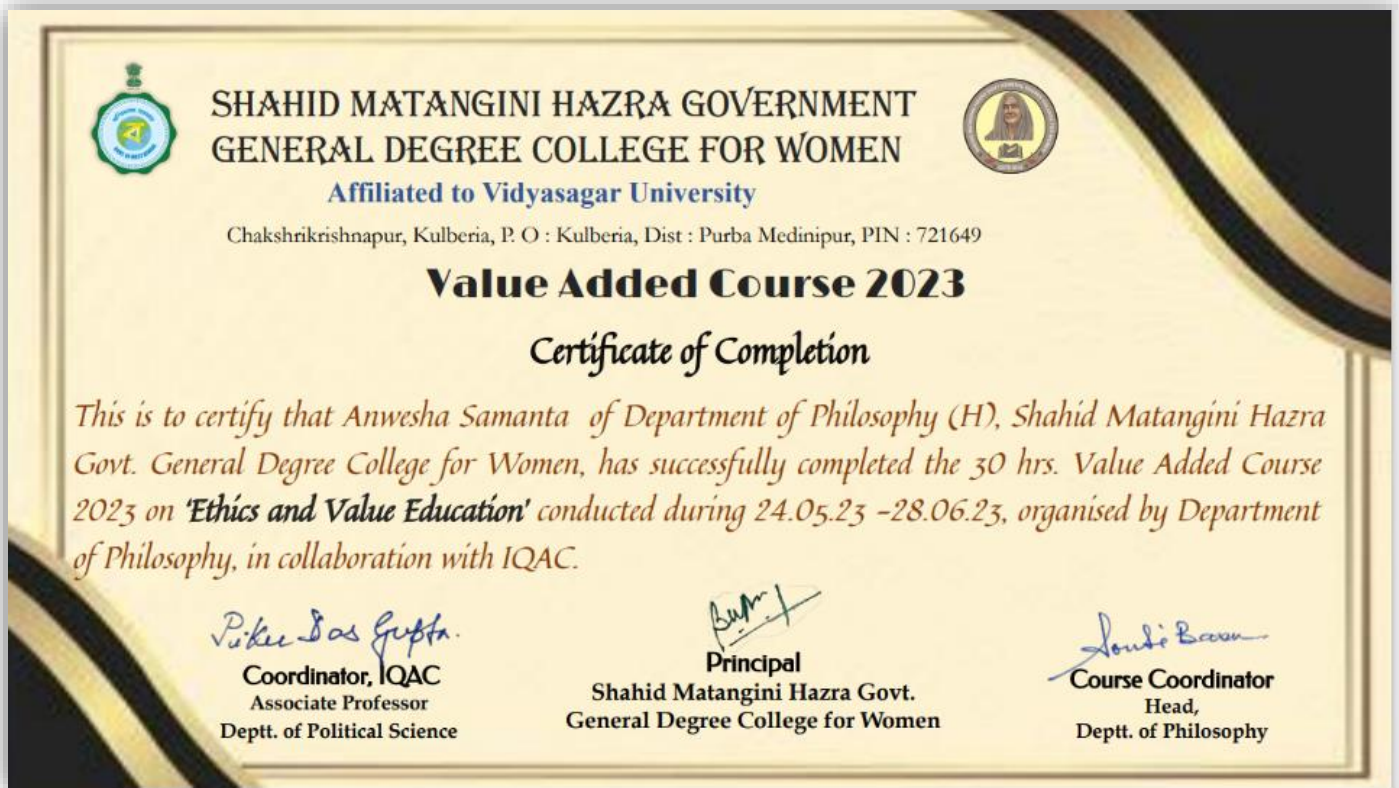 SHAHID MATANGINI HAZRA GOVERNMENT
GENERAL DEGREE COLLEGE FOR WOMEN
Affiliated to Vidyasagar University
Chakshrikrishnapur, Kulberia, P. O : Kulberia, Dist : Purba Medinipur, PIN : 721649
Value Added Course 2023
Certificate of Completion
This is to certify that Anwesha Samanta of Department of Philosophy (H), Shahid Matangini Hazra
Govt. General Degree College for Women, has successfully completed the 30 hrs. Value Added Course
2023 on 'Ethics and Value Education' conducted during 24.05.23 –28.06.23, organised by Department
of Philosophy, in collaboration with IQAC.
Das Gupta.
Coordinator, IQAC
Associate Professor
Deptt. of Political Science
Principal
Shahid Matangini Hazra Govt.
General Degree College for Women
Course Coordinator
Head,
Deptt. of Philosophy